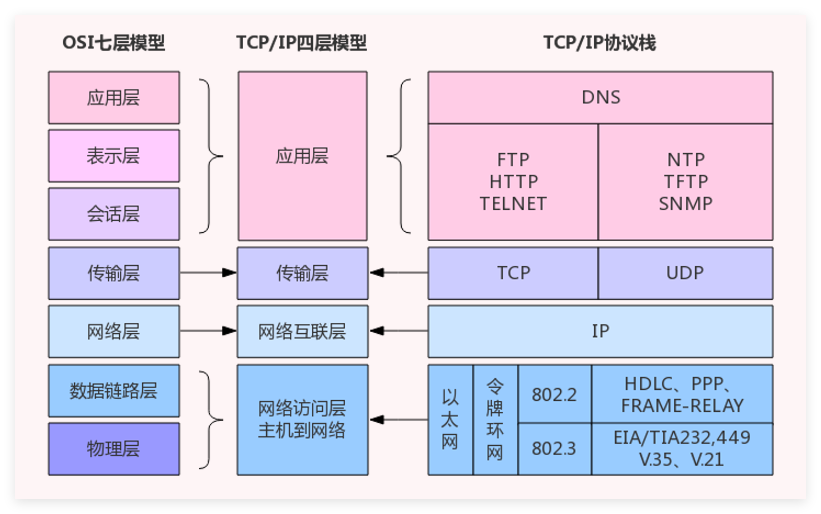 OSI七层模型
TCP/IP四层模型
TCP/IP协议栈
应用层
表示层
会话层
传输层
网络层
数据链路层
物理层
应用层
传输层
网络互联层
网络访问层
主机到网络
DNS
FTP
HTTP
TELNET
NTP
TFTP
SNMP
TCP
UDP
IP
以太网
令牌环网
802.2
HDLC、PPP、
FRAME-RELAY
802.3
EIA/TIA232,449
V.35、V.21